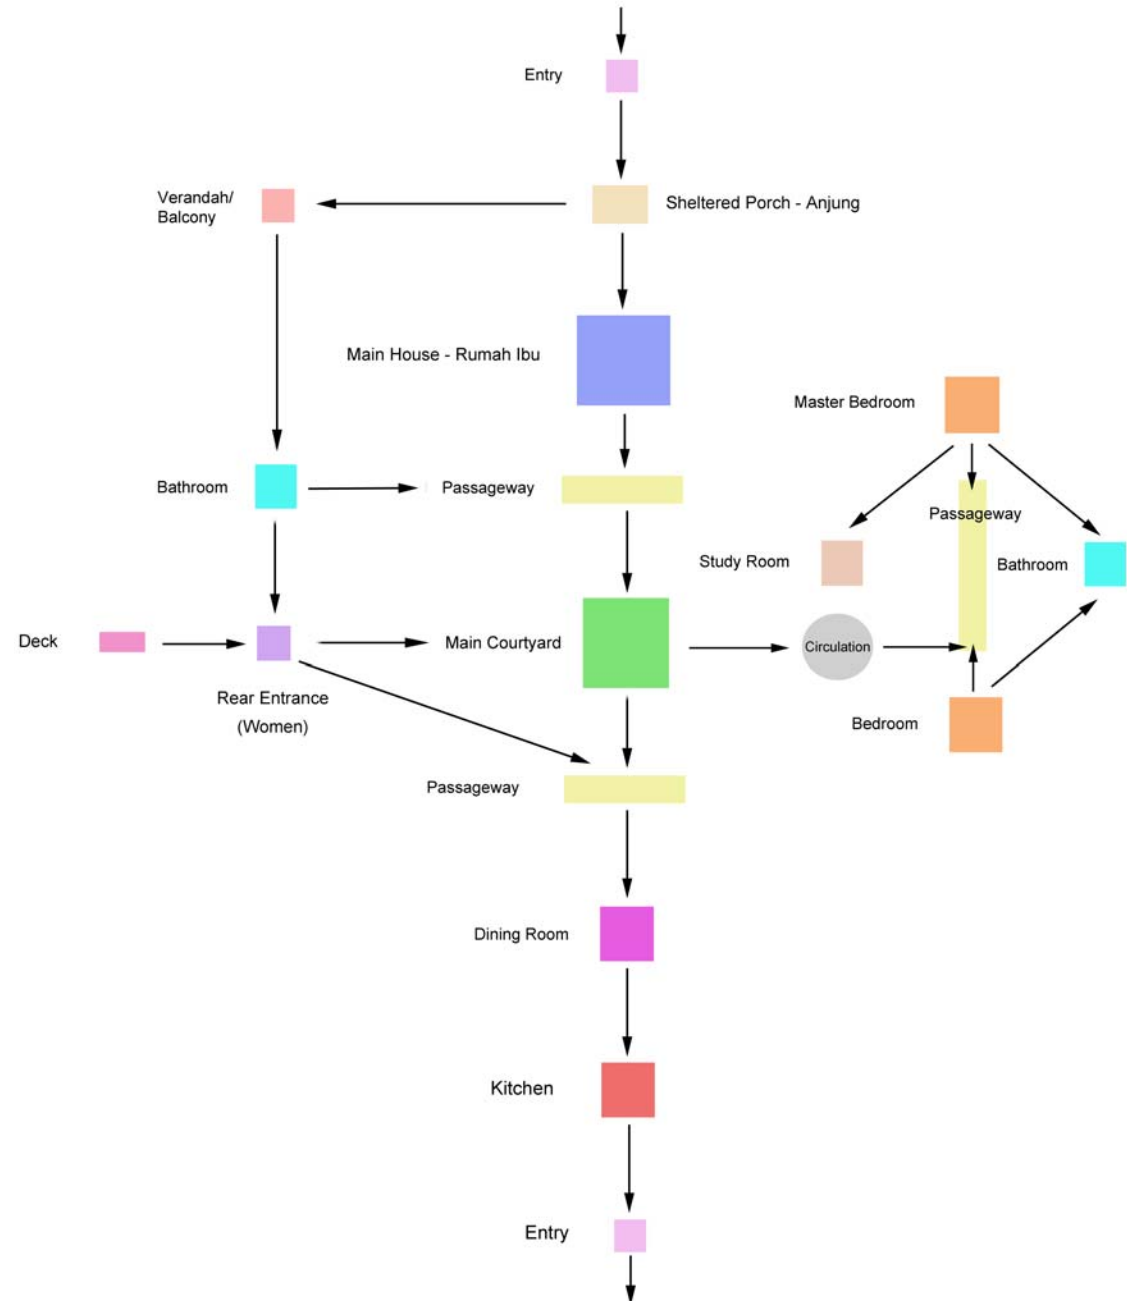 Entry
Verandah/
Balcony
Sheltered Porch - Anjung
Main House - Rumah Ibu
Master Bedroom
Bathroom
Passageway
Passageway
Study Room
Bathroom
Deck
Main Courtyard
Circulation
Rear Entrance
(Women)
Bedroom
Passageway
Dining Room
Kitchen
Entry